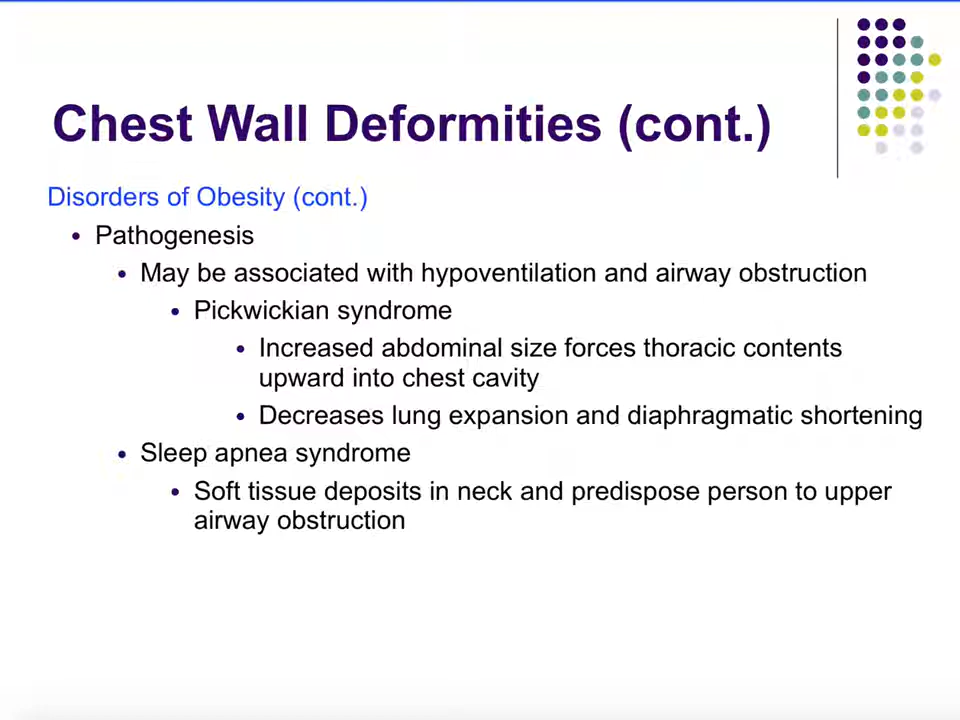 Chest Wall Deformities (cont.)
Disorders of Obesity (cont.)
• Pathogenesis
• May be associated with hypoventilation and airway obstruction
• Pickwickian syndrome
• Increased abdominal size forces thoracic contents
upward into chest cavity
• Decreases lung expansion and diaphragmatic shortening
• Sleep apnea syndrome
• Soft tissue deposits in neck and predispose person to upper
airway obstruction